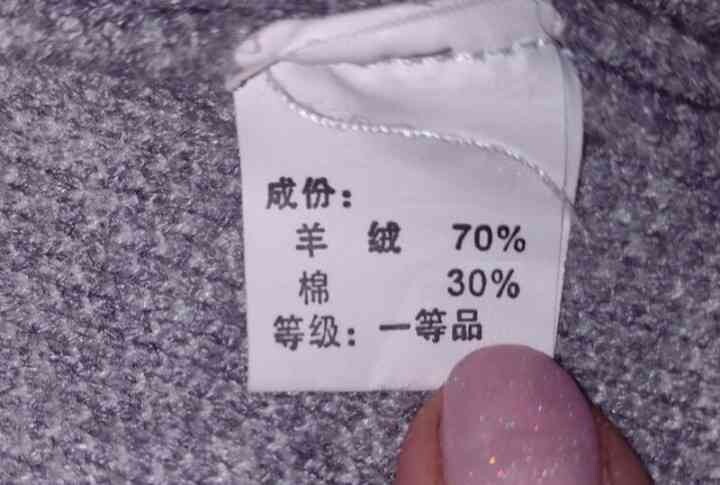 成份：
羊 绒 70%
棉 30%
等级：一等品